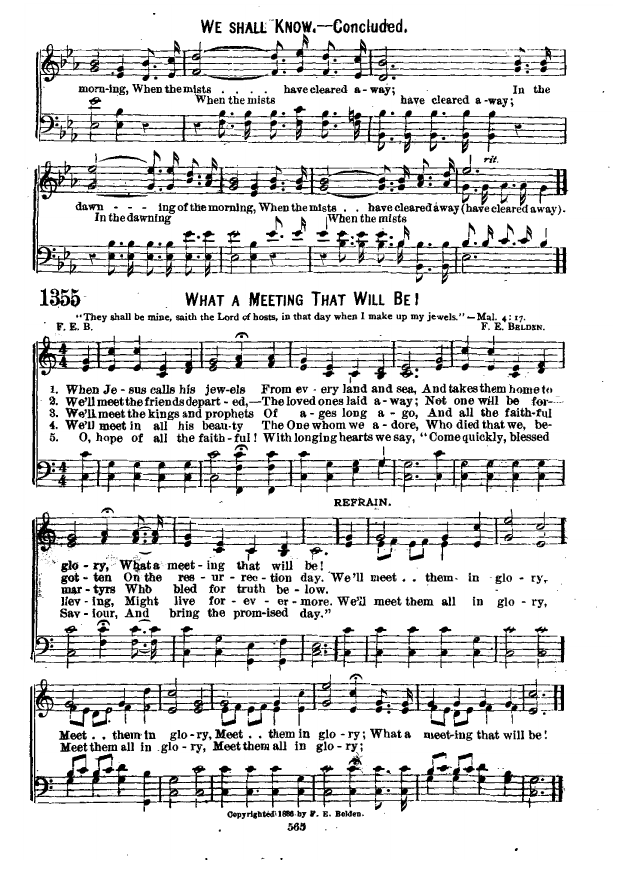 WE SHALL KNOW.—Concluded.
morn-ing, When the mists . . . . have cleared a-way; In the
When the mists have cleared a-way;
dawn - - - ing of the morning, When the mists . . have cleared away (have cleared away).
rit.
In the dawning When the mists
1355 WHAT A MEETING THAT WILL BE!
"They shall be mine, saith the Lord of hosts, in that day when I make up my jewels."—Mal. 4: 17.
F. E. B. F. E. BELDEN.
1. When Je - sus calls his jew-els From ev - ery land and sea, And takes them home to
2. We'll meet the friends depart - ed,—The loved ones laid a - way; Not one will be for-
3. We'll meet the kings and prophets Of a - ges long a - go, And all the faith-ful
4. We'll meet in all his beau-ty The One whom we a - dore, Who died that we, be-
5. O, hope of all the faith-ful! With longing hearts we say, "Come quickly, blessed
REFRAIN.
glo - ry, What a meet - ing that will be!
got - ten On the res - ur - rec - tion day. We'll meet . . them - in glo - ry,
mar - tyrs Who bled for truth be - low.
liev - ing, Might live for - ev - er - more. We'll meet them all in glo - ry,
Sav - iour, And bring the prom-ised day."
Meet . . them in glo - ry, Meet . . them in glo - ry; What a meet-ing that will be!
Meet them all in glo - ry, Meet them all in glo - ry;
Copyrighted 1886 by F. E. Belden.
565